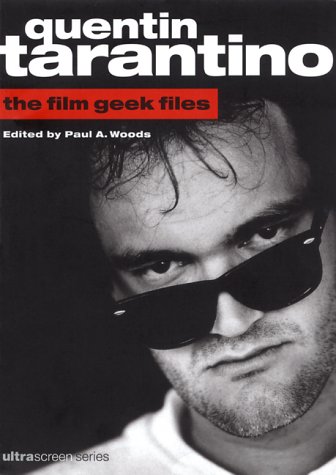 quentin
tarantino
the film geek files
Edited by Paul A. Woods
ultrascreen series